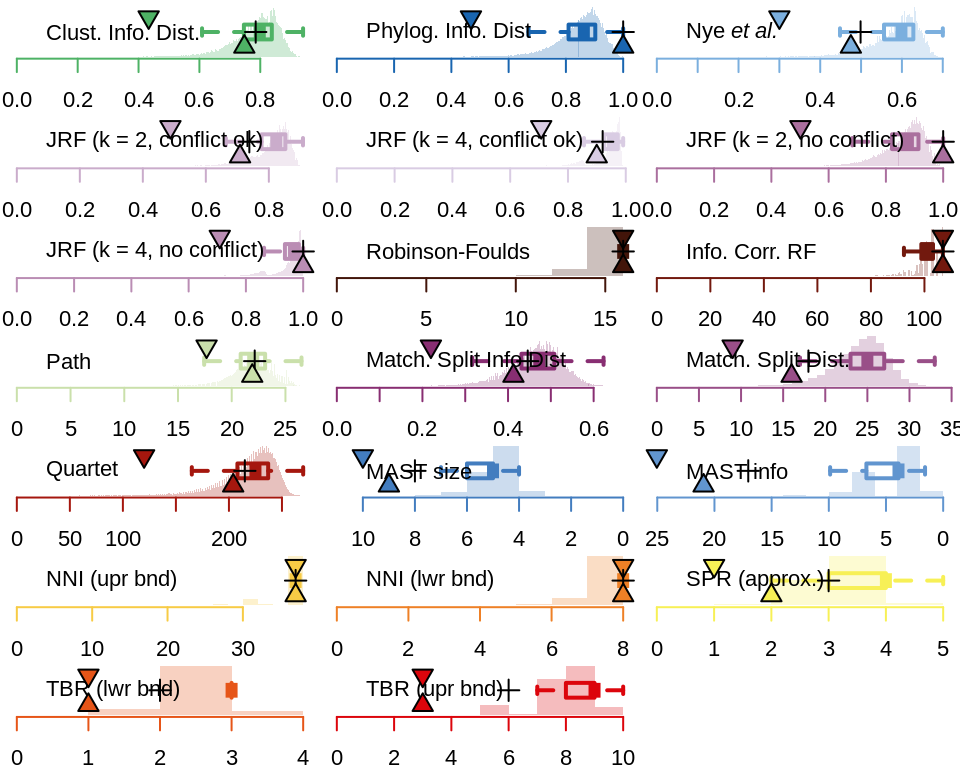 Clust. Info. Dist. Phylog. Info. Dist Nye et al.
0.0 0.2 0.4 0.6 0.8 0.0 0.2 0.4 0.6 0.8 1.0 0.0 0.2 0.4 0.6
JRF (k = 2, conflict ok) JRF (k = 4, conflict ok) JRF (k = 2, no conflict)
0.0 0.2 0.4 0.6 0.8 0.0 0.2 0.4 0.6 0.8 1.0 0.0 0.2 0.4 0.6 0.8 1.0
JRF (k = 4, no conflict) Robinson-Foulds Info. Corr. RF
0.0 0.2 0.4 0.6 0.8 1.0 0 5 10 15 0 20 40 60 80 100
Path Match. Split Info Dist Match. Split Dist.
0 5 10 15 20 25 0.0 0.2 0.4 0.6 0 5 10 15 20 25 30 35
Quartet MAST size MAST info
0 50 100 200 10 8 6 4 2 0 25 20 15 10 5 0
NNI (upr bnd) NNI (lwr bnd) SPR (approx.)
0 10 20 30 0 2 4 6 8 0 1 2 3 4 5
TBR (lwr bnd) TBR (upr bnd)
0 1 2 3 4 0 2 4 6 8 10